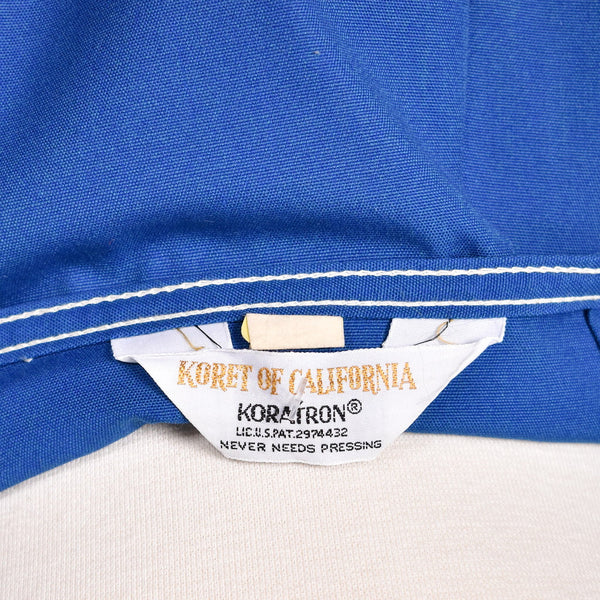 KORET OF CALIFORNIA
KORATRON®
LIC.U.S.PAT.2974432
NEVER NEEDS PRESSING